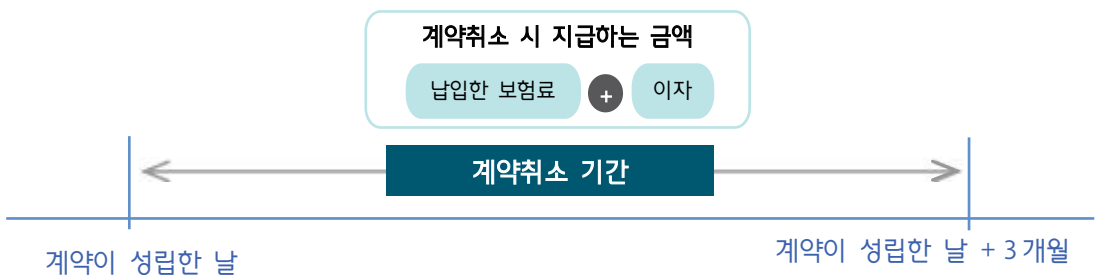 계약취소 시 지급하는 금액
납입한 보험료 + 이자
계약취소 기간
계약이 성립한 날
계약이 성립한 날 + 3개월